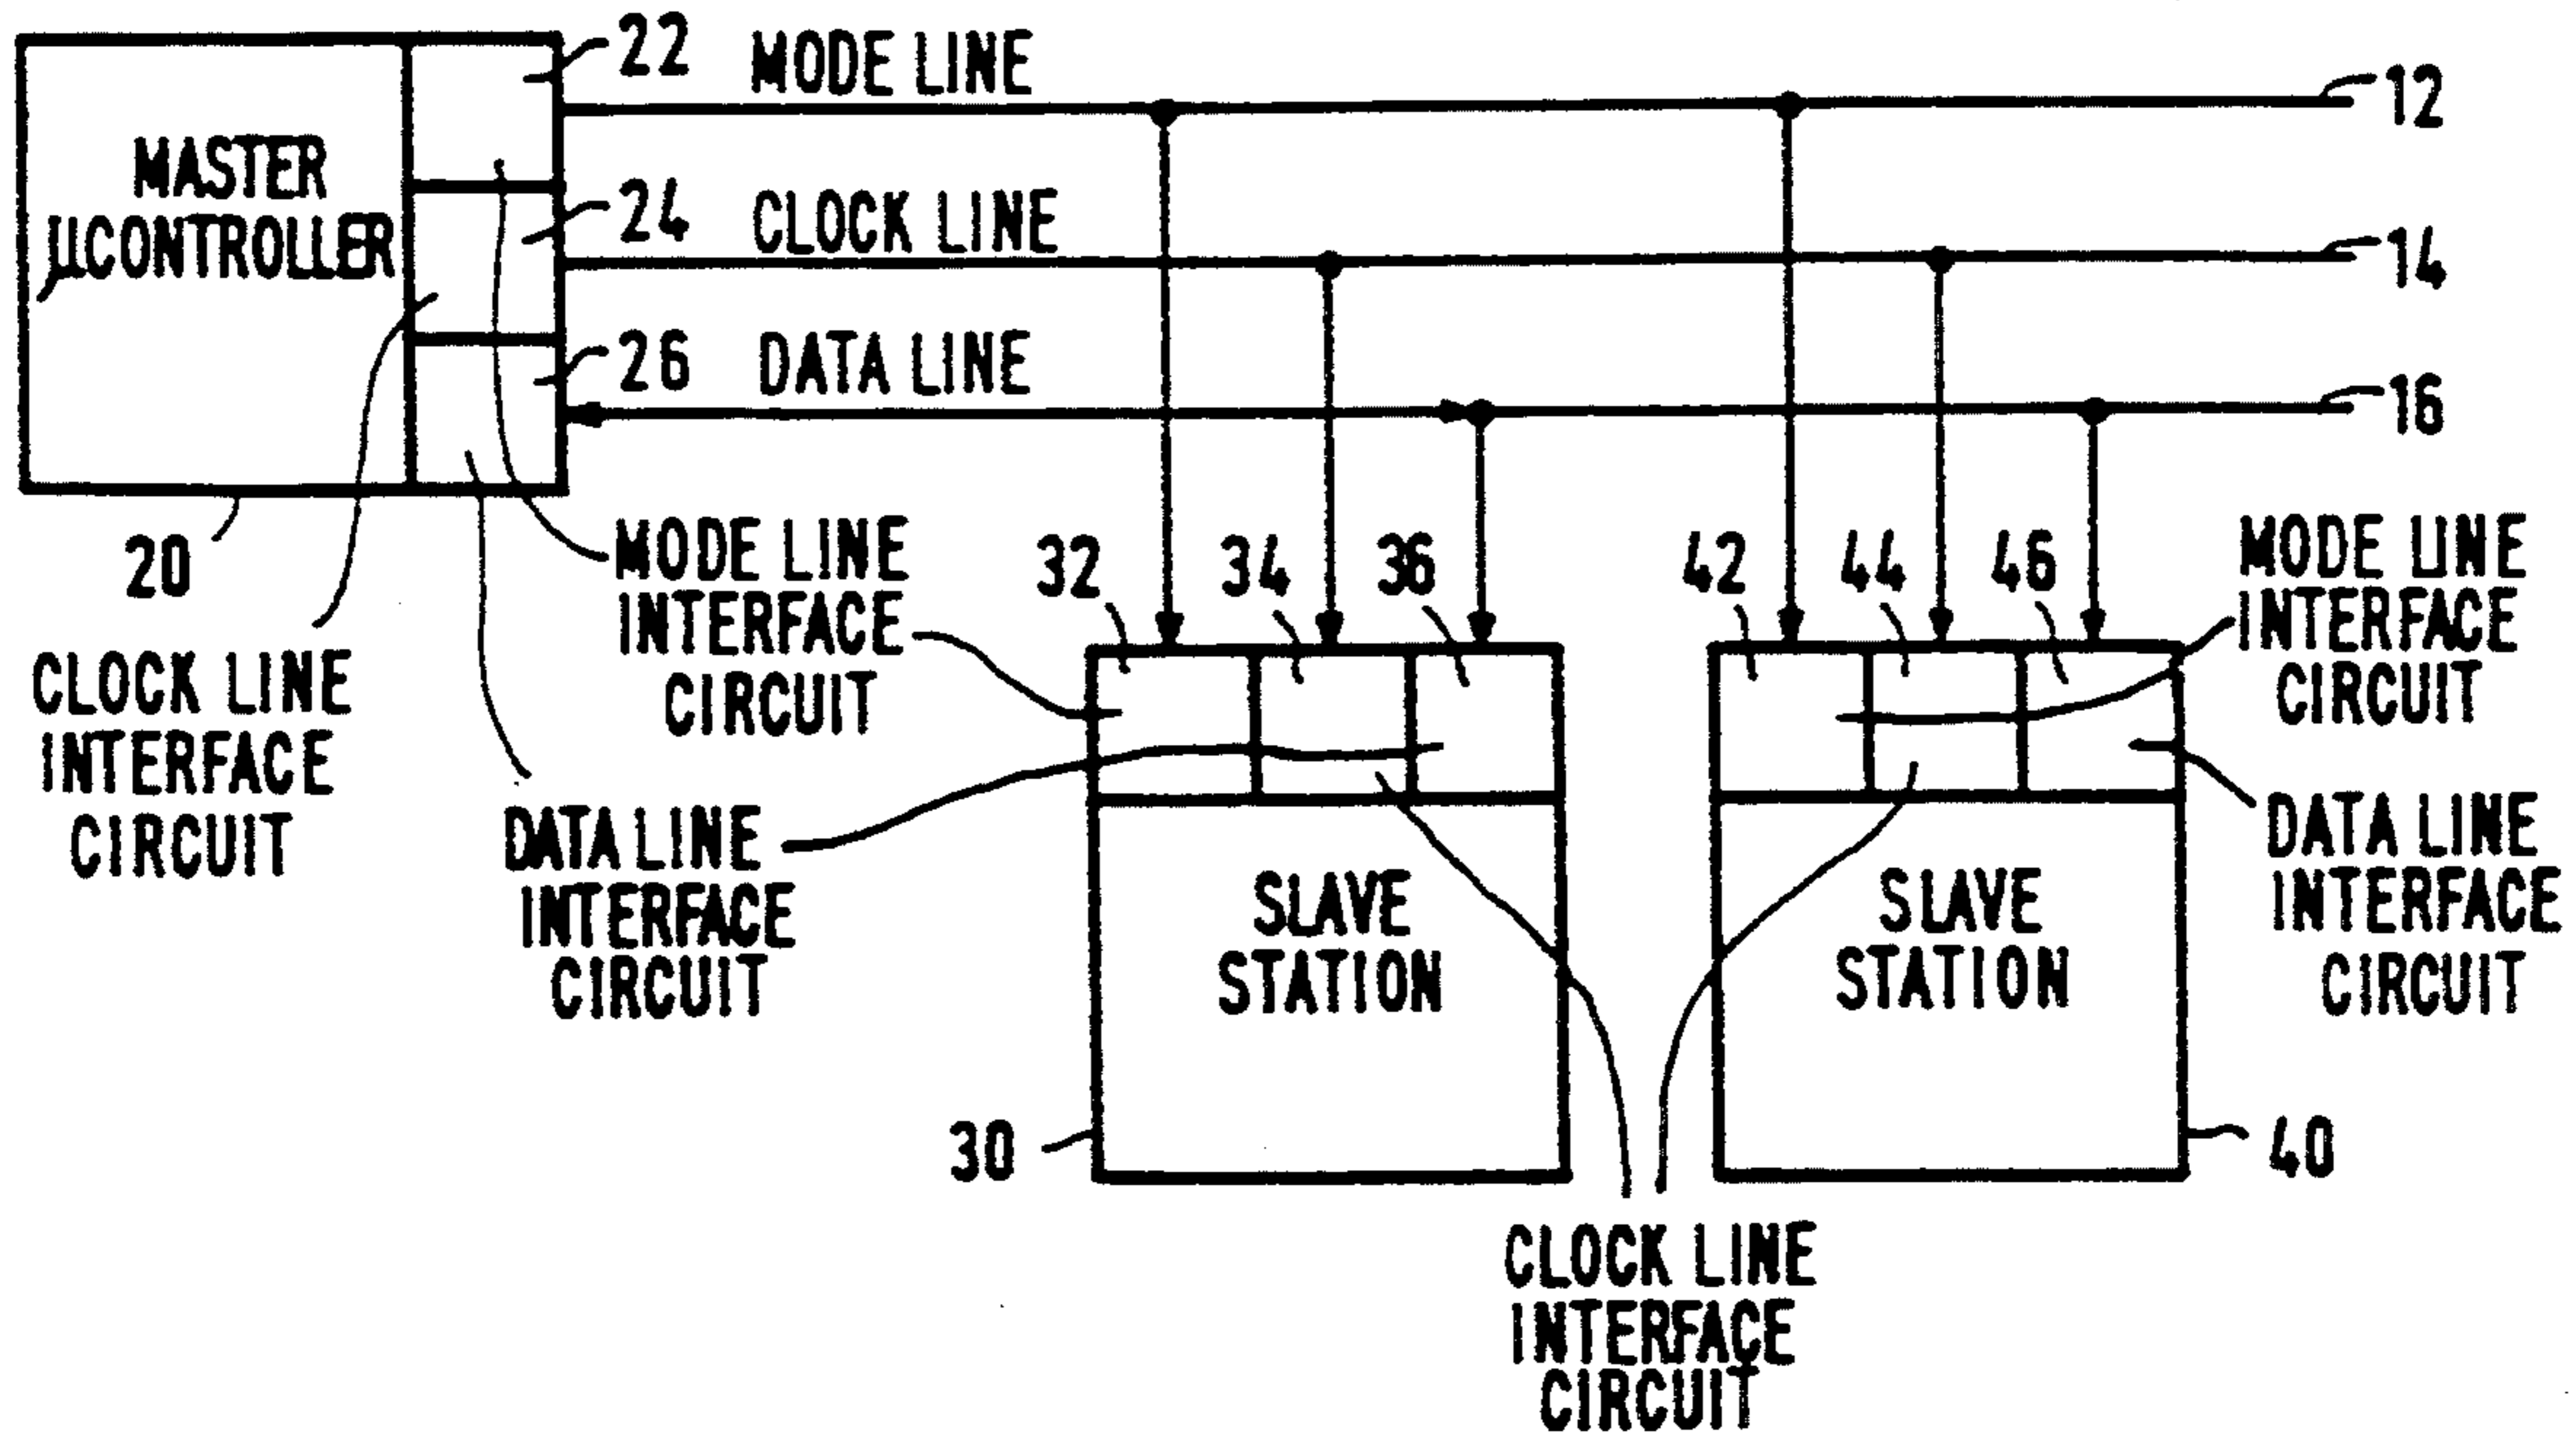 22 MODE LINE
12
MASTER
μCONTROLLER
24 CLOCK LINE
14
26 DATA LINE
16
20
MODE LINE
INTERFACE
CIRCUIT
32
34
36
42
44
46
MODE LINE
INTERFACE
CIRCUIT
CLOCK LINE
INTERFACE
CIRCUIT
DATA LINE
INTERFACE
CIRCUIT
SLAVE
STATION
SLAVE
STATION
DATA LINE
INTERFACE
CIRCUIT
30
40
CLOCK LINE
INTERFACE
CIRCUIT